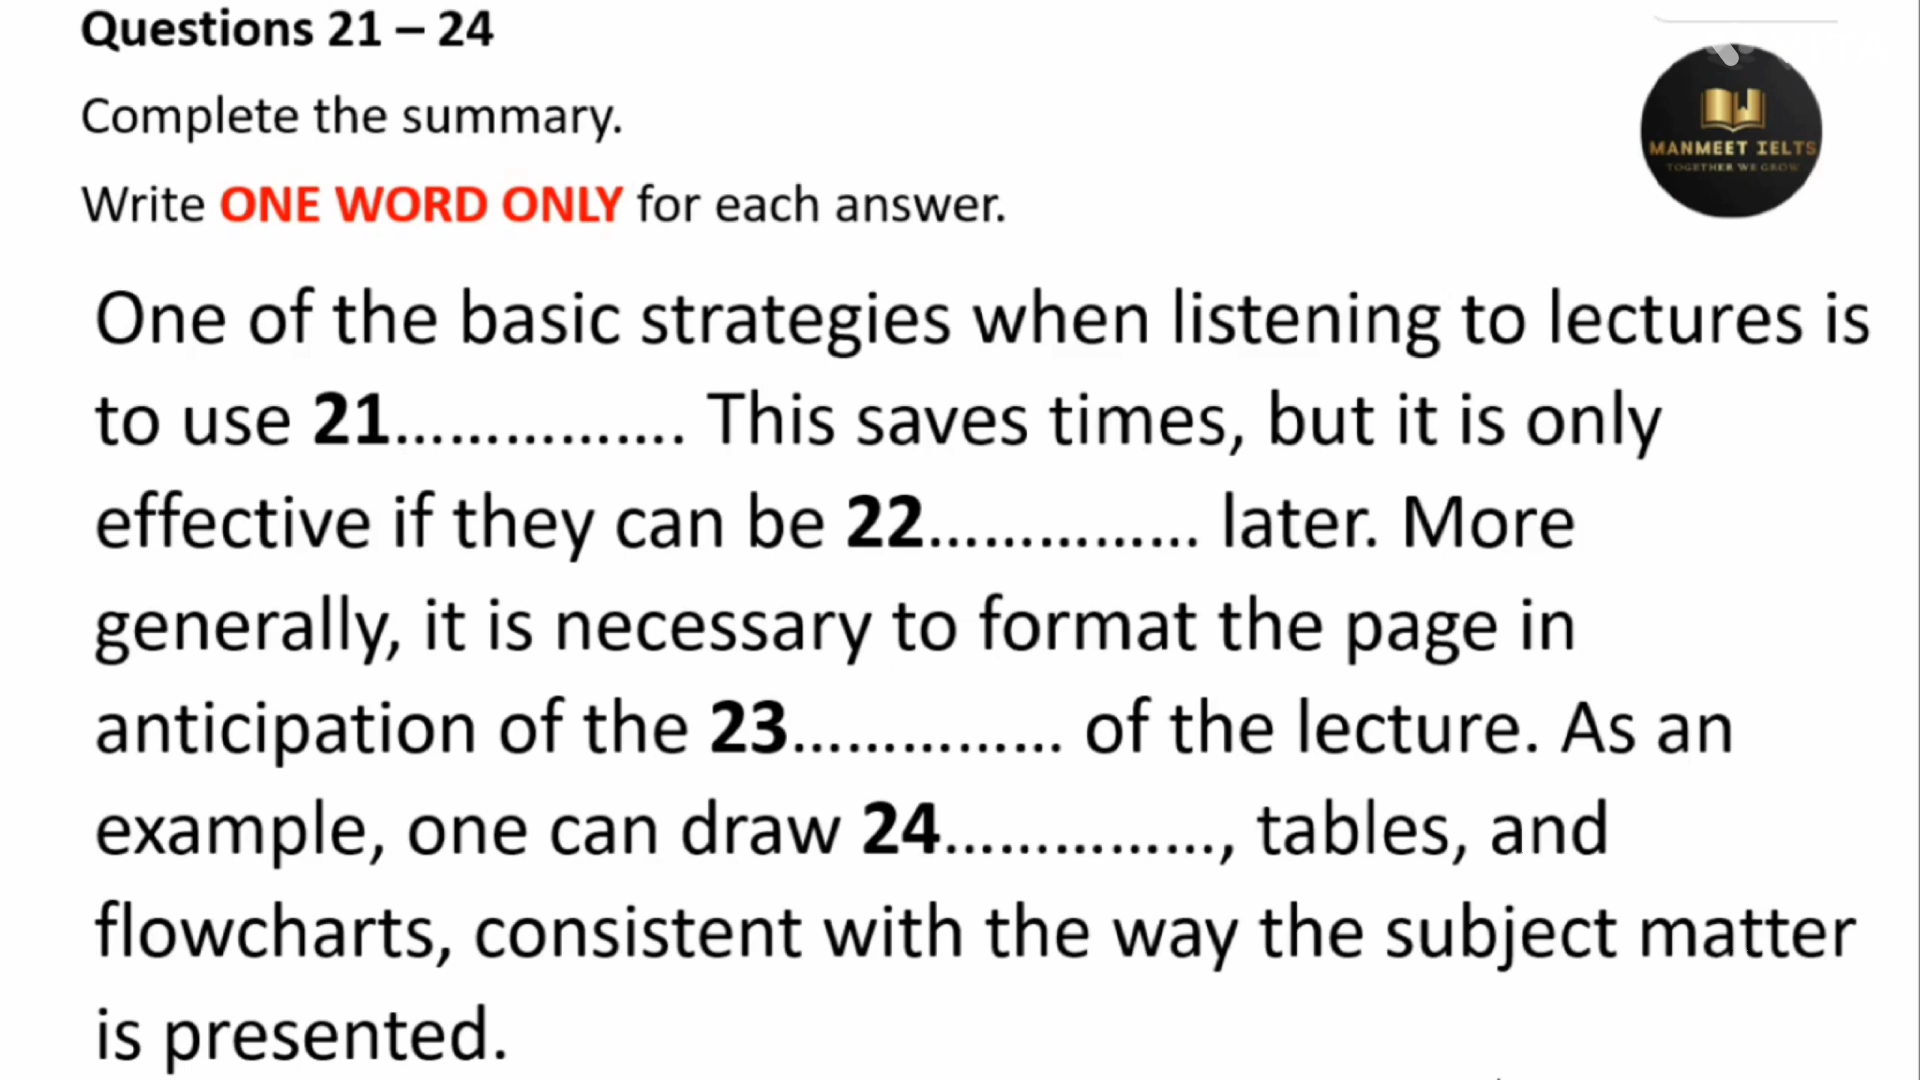 Questions 21 – 24
Complete the summary.
Write ONE WORD ONLY for each answer.
MANMEET IELTS
TOGETHER WE GROW
One of the basic strategies when listening to lectures is
to use 21................ This saves times, but it is only
effective if they can be 22............... later. More
generally, it is necessary to format the page in
anticipation of the 23............... of the lecture. As an
example, one can draw 24..............., tables, and
flowcharts, consistent with the way the subject matter
is presented.